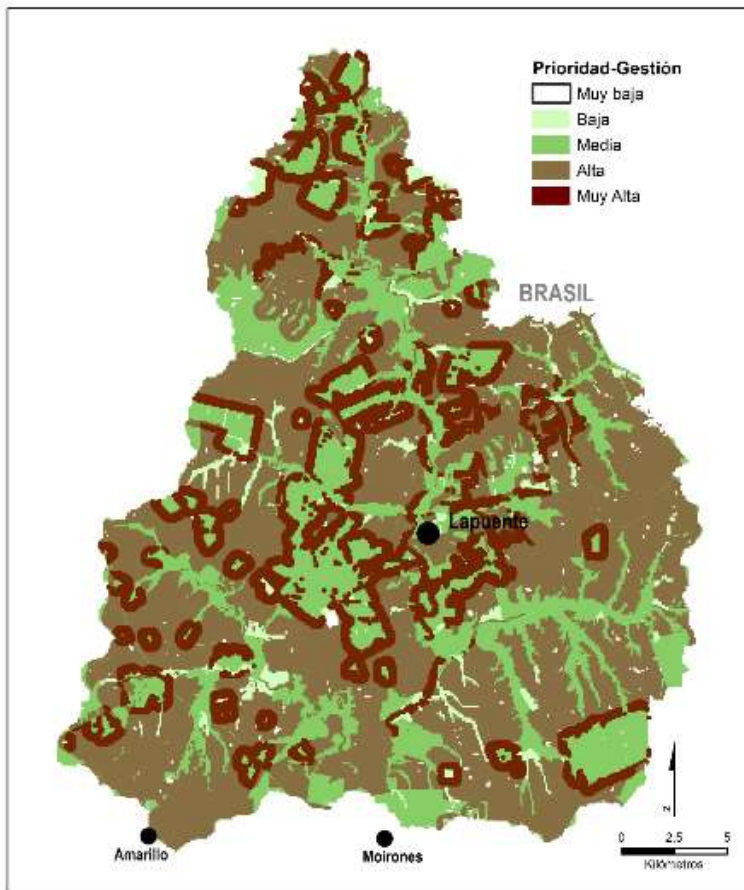 Prioridad-Gestión
Muy baja
Baja
Media
Alta
Muy Alta
BRASIL
Lapuente
Amarillo
Moirones
N
0 2,5 5
Kilómetros